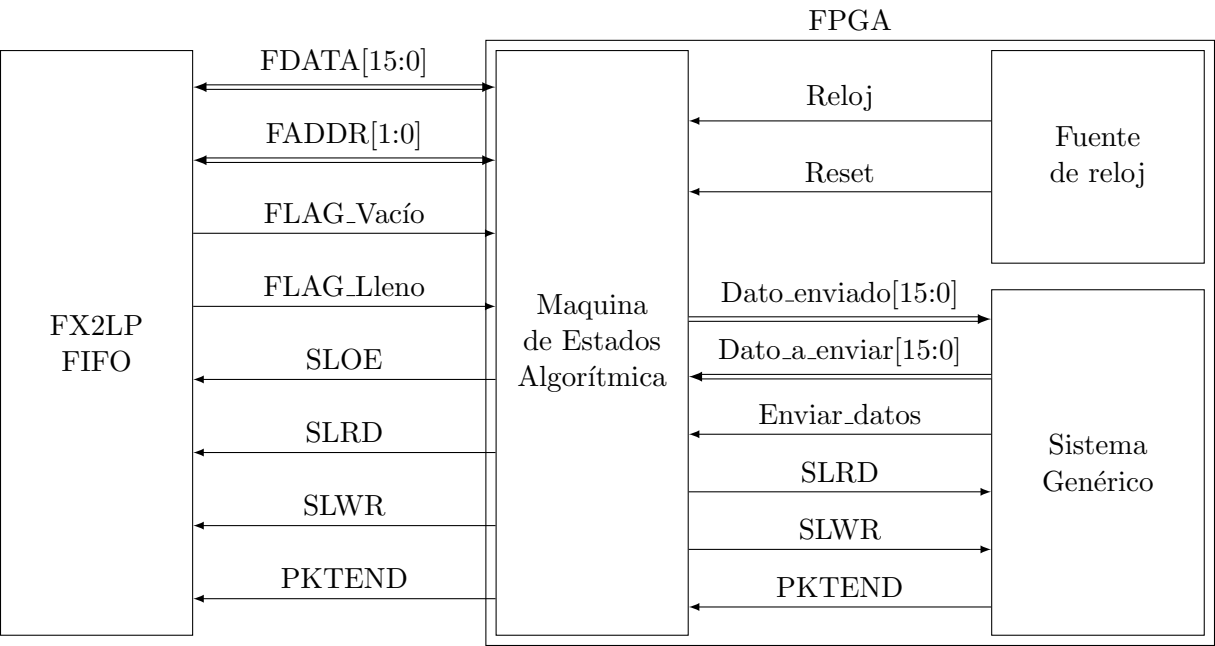 FPGA
FDATA[15:0]
FADDR[1:0]
FLAG_Vacío
FLAG_Lleno
SLOE
SLRD
SLWR
PKTEND
FX2LP
FIFO
Maquina
de Estados
Algorítmica
Reloj
Reset
Fuente
de reloj
Dato_enviado[15:0]
Dato_a_enviar[15:0]
Enviar_datos
SLRD
SLWR
PKTEND
Sistema
Genérico